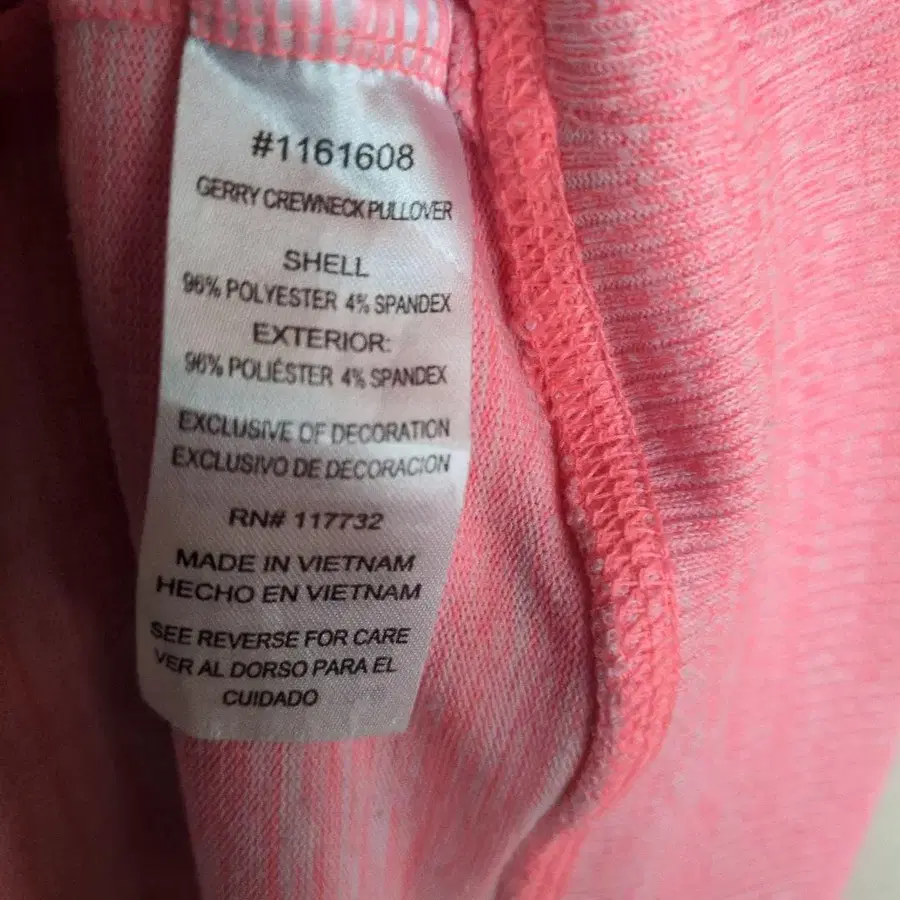 #1161608
GERRY CREWNECK PULLOVER
SHELL
96% POLYESTER 4% SPANDEX
EXTERIOR:
96% POLIÉSTER 4% SPANDEX
EXCLUSIVE OF DECORATION
EXCLUSIVO DE DECORACION
RN# 117732
MADE IN VIETNAM
HECHO EN VIETNAM
SEE REVERSE FOR CARE
VER AL DORSO PARA EL
CUIDADO